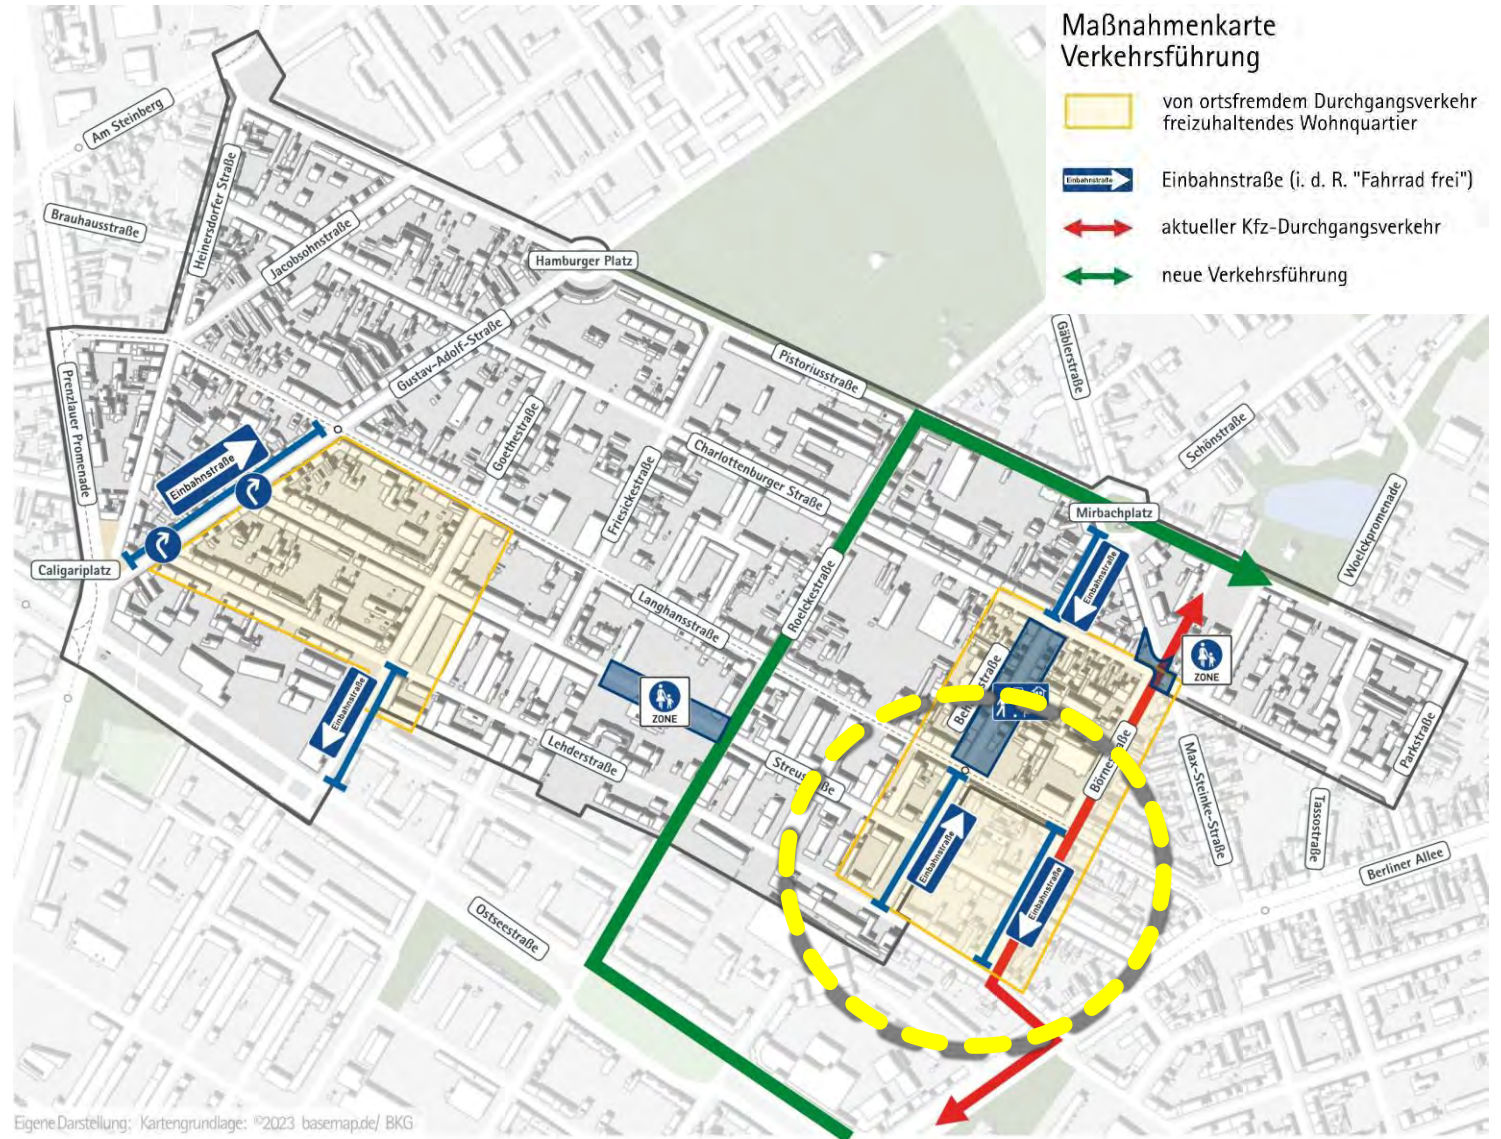 Maßnahmenkarte
Verkehrsführung
von ortsfremdem Durchgangsverkehr
freizuhaltendes Wohnquartier
Einbahnstraße
Einbahnstraße (i. d. R. "Fahrrad frei")
aktueller Kfz-Durchgangsverkehr
neue Verkehrsführung
Am Steinberg
Heinersdorfer Straße
Brauhausstraße
Jacobsohnstraße
Hamburger Platz
Gustav-Adolf-Straße
Pistoriusstraße
Gäblerstraße
Schönstraße
Prenzlauer Promenade
Goethestraße
Friesickestraße
Charlottenburger Straße
Einbahnstraße
Mirbachplatz
Woelckpromenade
Caligariplatz
Langhansstraße
Roelckestraße
Einbahnstraße
ZONE
Einbahnstraße
ZONE
Lehderstraße
Streustraße
Börnestraße
Max-Steinke-Straße
Parkstraße
Tassostraße
Berliner Allee
Einbahnstraße
Einbahnstraße
Ostseestraße
Eigene Darstellung; Kartengrundlage: ©2023 basemap.de/ BKG